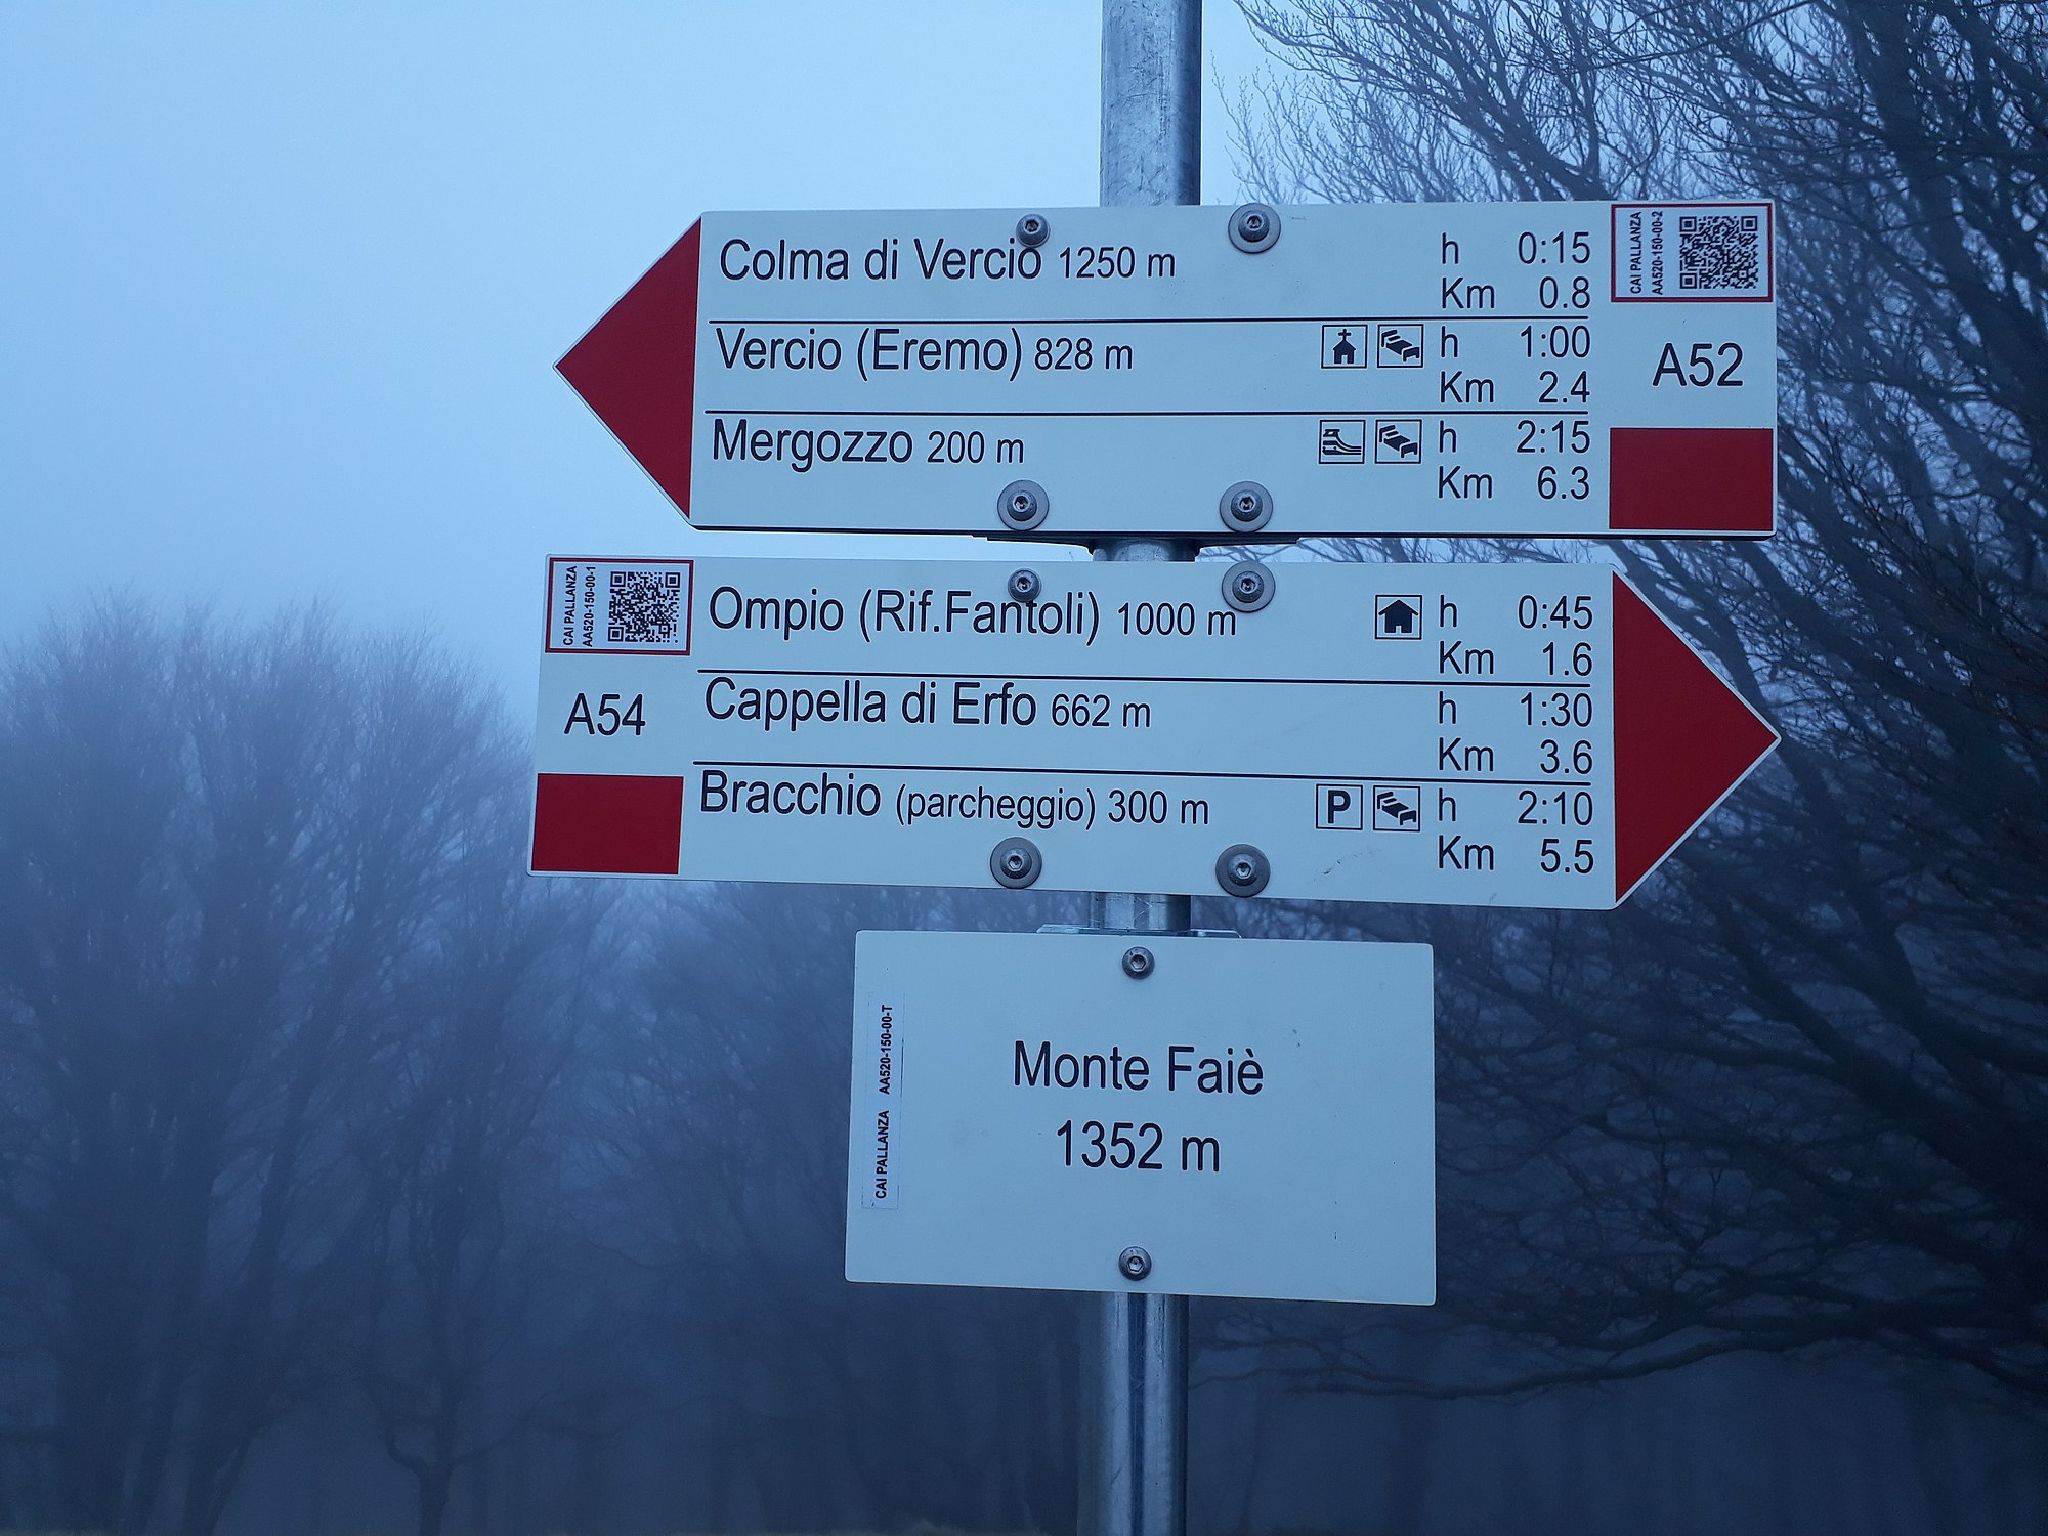 Colma di Vercio 1250 m h 0:15
Km 0.8
Vercio (Eremo) 828 m h 1:00
Km 2.4
Mergozzo 200 m h 2:15
Km 6.3
CAI PALLANZA
AA520-150-00-2
A52
CAI PALLANZA
AA520-150-00-1
A54
Ompio (Rif.Fantoli) 1000 m h 0:45
Km 1.6
Cappella di Erfo 662 m h 1:30
Km 3.6
Bracchio (parcheggio) 300 m P h 2:10
Km 5.5
CAI PALLANZA AA520-150-00-T
Monte Faiè
1352 m